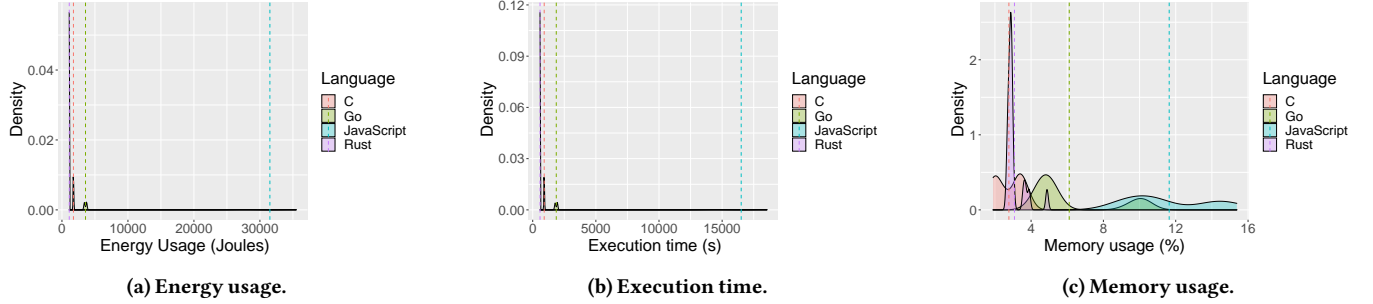 Density
0.04
0.02
0.00
0
10000
20000
30000
Energy Usage (Joules)
Language
C
Go
JavaScript
Rust
(a) Energy usage.
Density
0.12
0.09
0.06
0.03
0.00
0
5000
10000
15000
Execution time (s)
Language
C
Go
JavaScript
Rust
(b) Execution time.
Density
2
1
0
4
8
12
16
Memory usage (%)
Language
C
Go
JavaScript
Rust
(c) Memory usage.